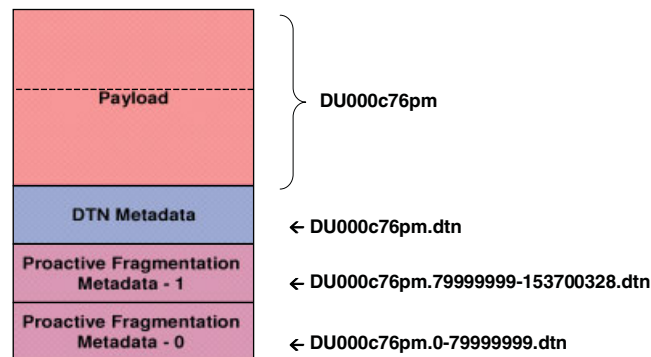 Payload
DU000c76pm
DTN Metadata
← DU000c76pm.dtn
Proactive Fragmentation
Metadata - 1
← DU000c76pm.79999999-153700328.dtn
Proactive Fragmentation
Metadata - 0
← DU000c76pm.0-79999999.dtn